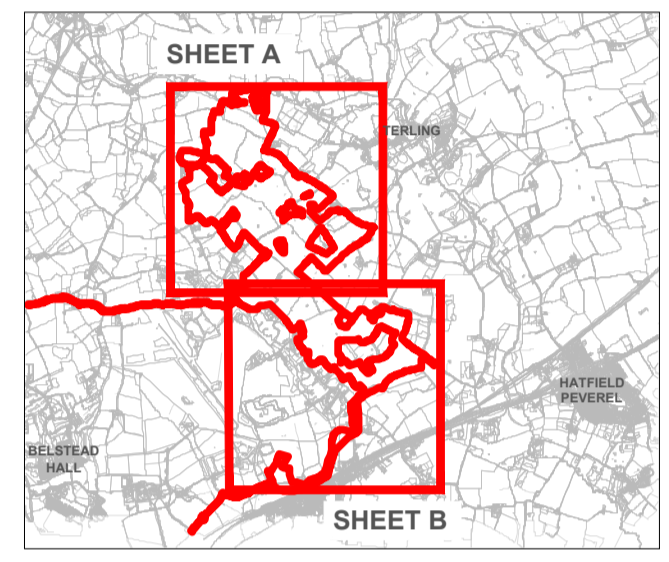 SHEET A
TERLING
HATFIELD
PEVEREL
BELSTEAD
HALL
SHEET B